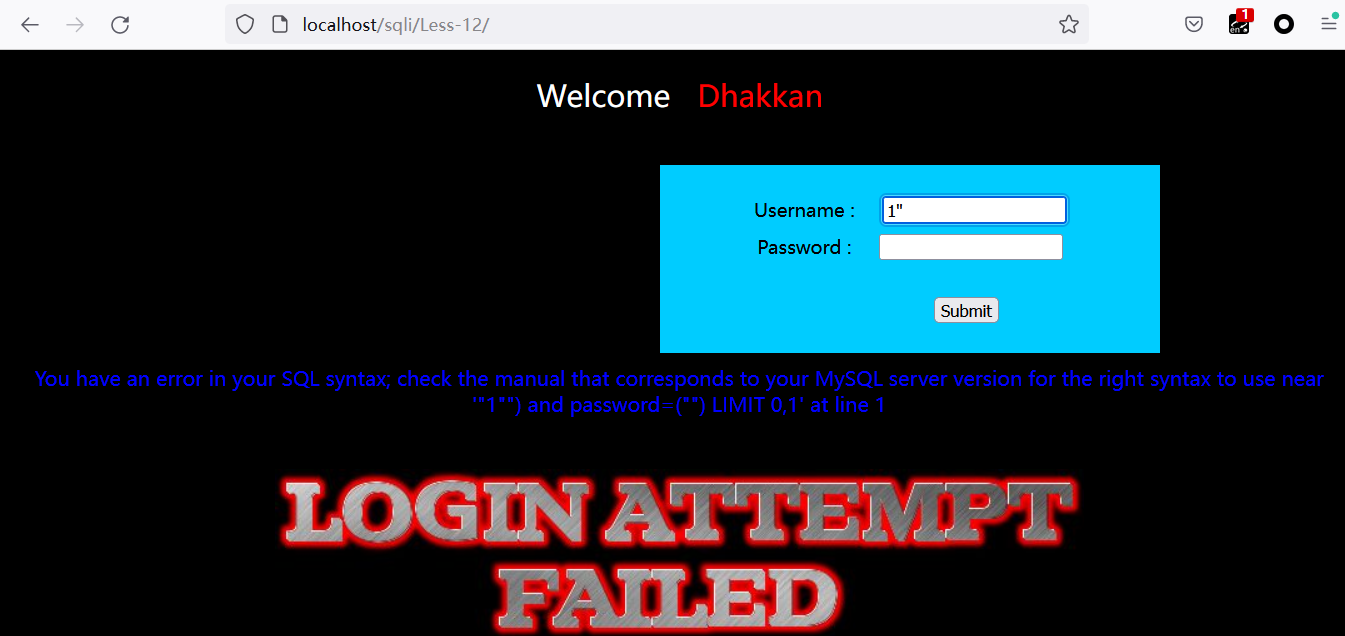 localhost/sqli/Less-12/
1
en
Welcome Dhakkan
Username : 1"
Password :
Submit
You have an error in your SQL syntax; check the manual that corresponds to your MySQL server version for the right syntax to use near
'"1"") and password=("") LIMIT 0,1' at line 1
LOGIN ATTEMPT
FAILED